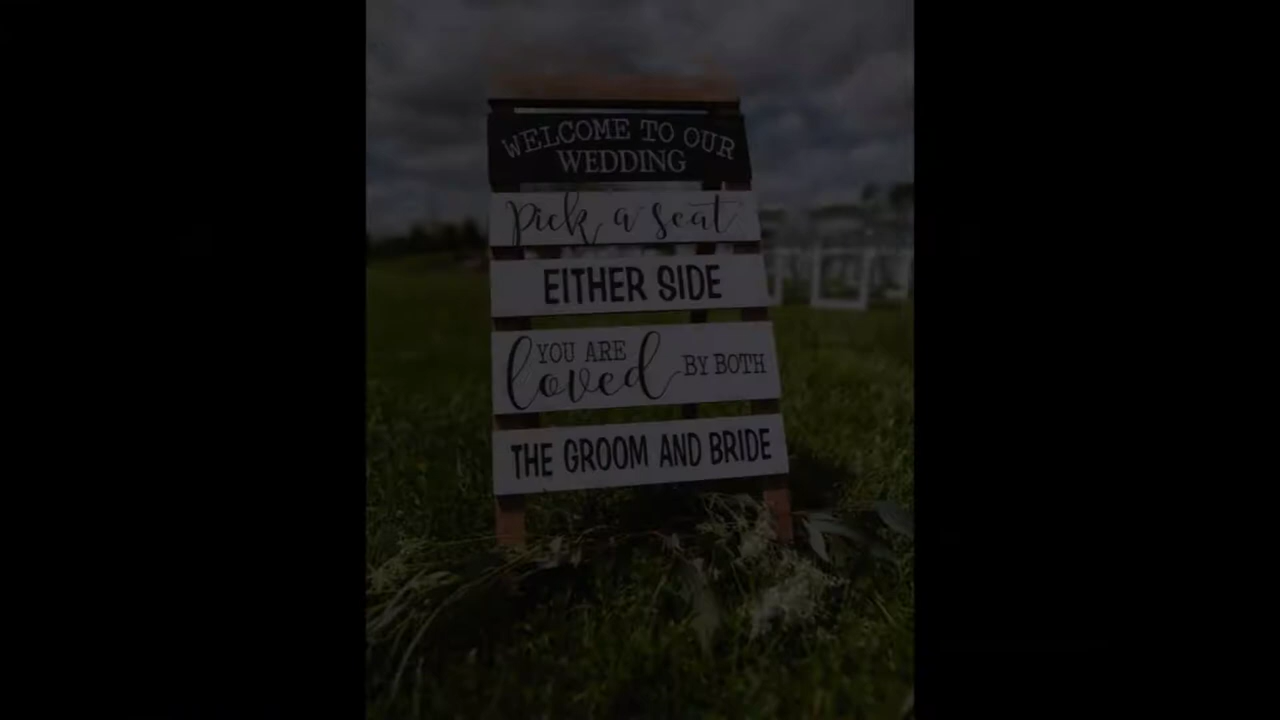 WELCOME TO OUR
WEDDING
pick a seat
EITHER SIDE
YOU ARE
loved BY BOTH
THE GROOM AND BRIDE